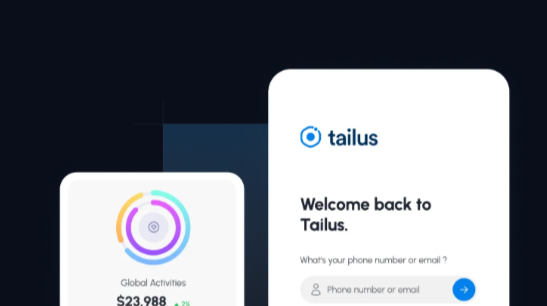 tailus
Welcome back to
Tailus.
What's your phone number or email ?
Phone number or email
Global Activities
$23,988
2%